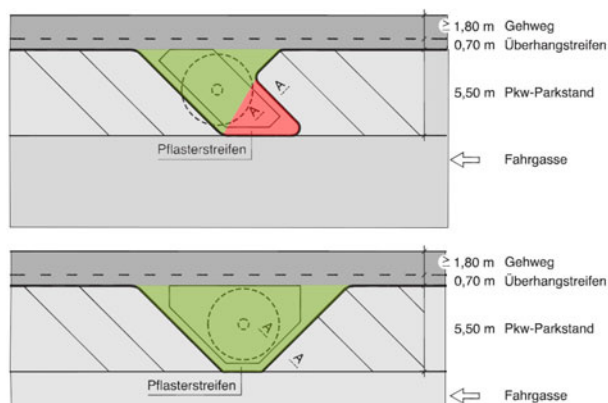 ≥ 1,80 m Gehweg
0,70 m Überhangstreifen
A
A
5,50 m Pkw-Parkstand
Pflasterstreifen
Fahrgasse
≥ 1,80 m Gehweg
0,70 m Überhangstreifen
A
5,50 m Pkw-Parkstand
A
Pflasterstreifen
Fahrgasse